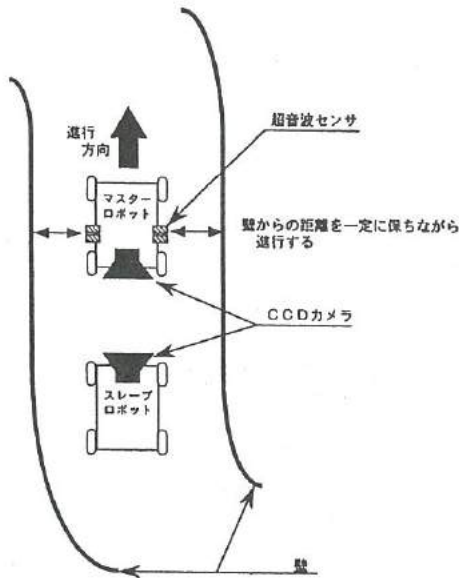 進行
方向
超音波センサ
マスター
ロボット
壁からの距離を一定に保ちながら
進行する
CCDカメラ
スレーブ
ロボット
壁